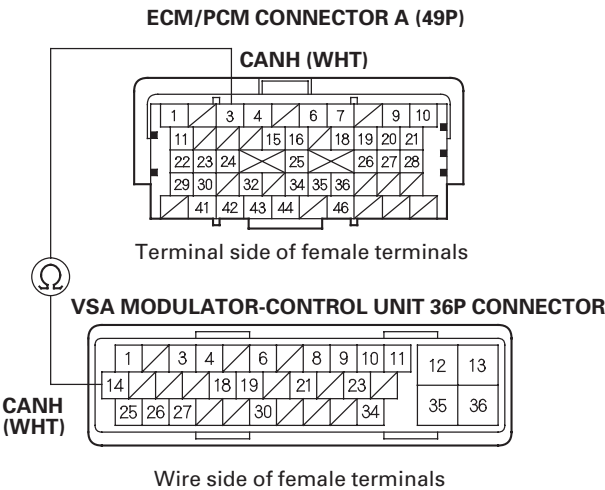 ECM/PCM CONNECTOR A (49P)
CANH (WHT)
1 3 4 6 7 9 10
11 15 16 18 19 20 21
22 23 24 25 26 27 28
29 30 32 34 35 36
41 42 43 44 46
Terminal side of female terminals
Ω
VSA MODULATOR-CONTROL UNIT 36P CONNECTOR
1 3 4 6 8 9 10 11 12 13
14 18 19 21 23
CANH
(WHT)
25 26 27 30 34 35 36
Wire side of female terminals